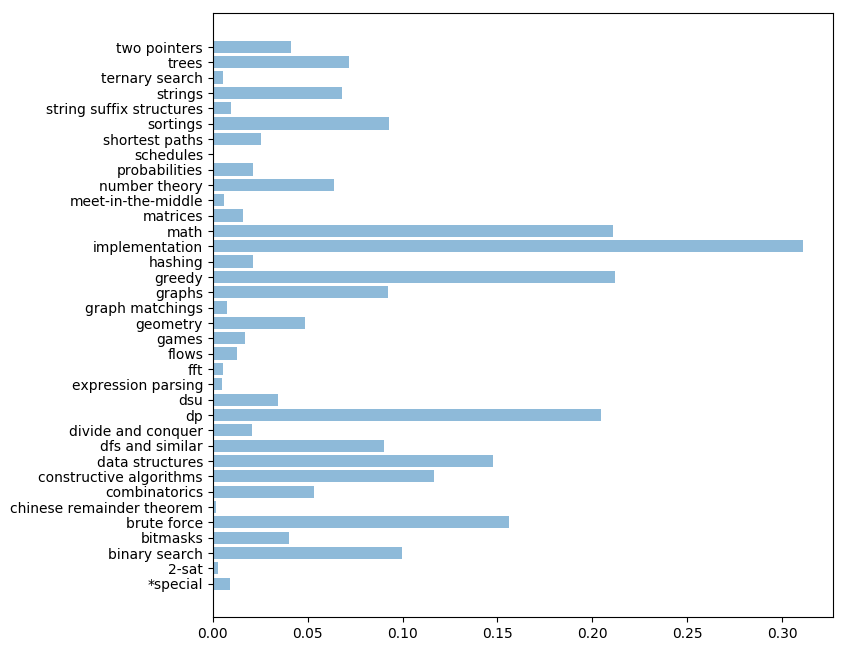 two pointers
trees
ternary search
strings
string suffix structures
sortings
shortest paths
schedules
probabilities
number theory
meet-in-the-middle
matrices
math
implementation
hashing
greedy
graphs
graph matchings
geometry
games
flows
fft
expression parsing
dsu
dp
divide and conquer
dfs and similar
data structures
constructive algorithms
combinatorics
chinese remainder theorem
brute force
bitmasks
binary search
2-sat
*special
0.00 0.05 0.10 0.15 0.20 0.25 0.30